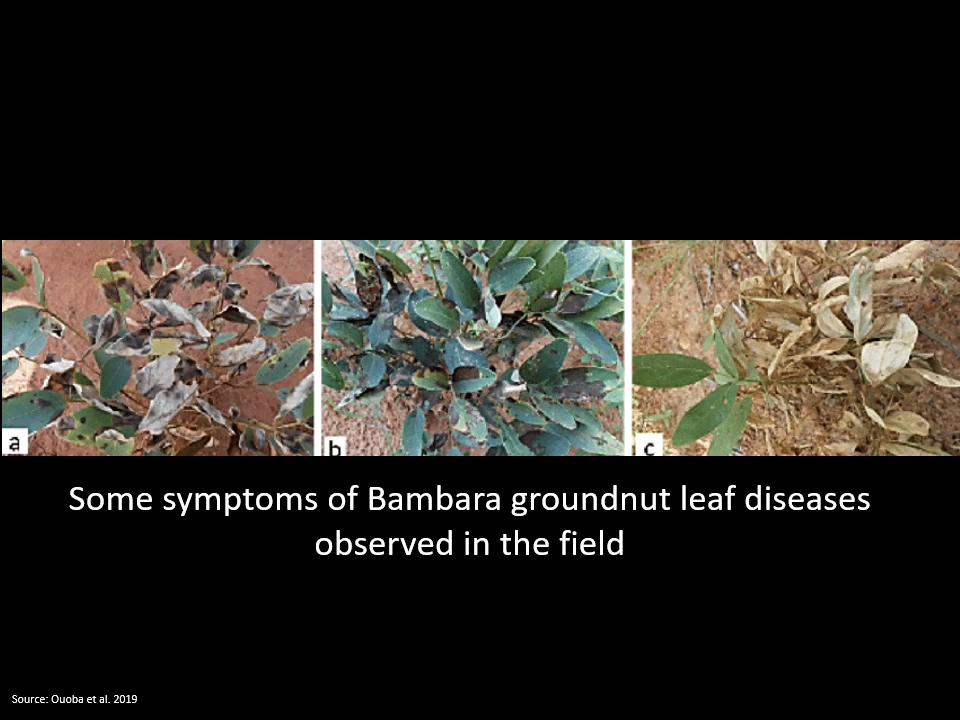 a
b
c
Some symptoms of Bambara groundnut leaf diseases
observed in the field
Source: Ouoba et al. 2019